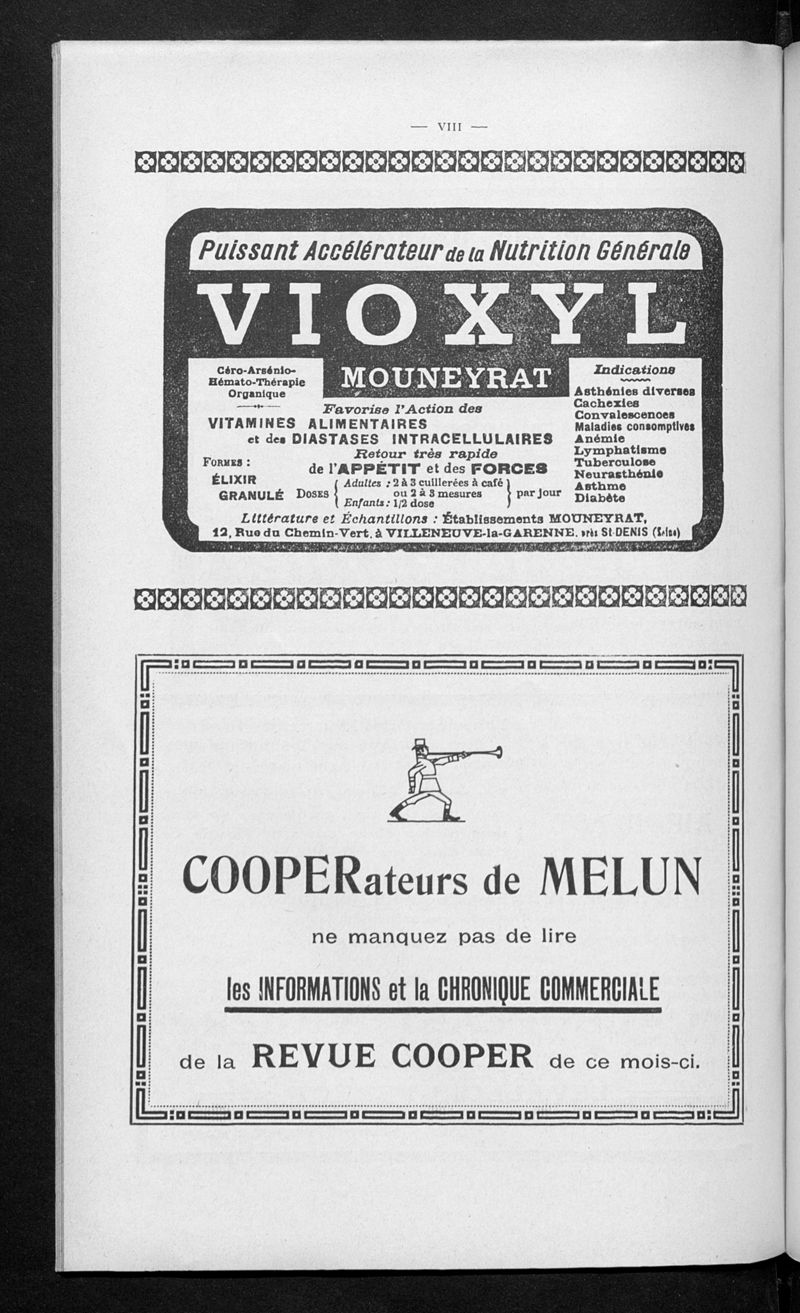 — VIII —
Puissant Accélérateur de la Nutrition Générale
VIOXYL
MOUNEYRAT
Céro-Arsénio-
Hémato-Thérapie
Organique
Favorise l'Action des
VITAMINES ALIMENTAIRES
et des DIASTASES INTRACELLULAIRES
Retour très rapide
de l'APPÉTIT et des FORCES
FORMES :
ÉLIXIR
GRANULÉ
DOSES
Adultes : 2 à 3 cuillerées à café
ou 2 à 3 mesures
Enfants : 1/2 dose
par jour
Indications
Asthénies diverses
Cachexies
Convalescences
Maladies consomptives
Anémie
Lymphatisme
Tuberculose
Neurasthénie
Asthme
Diabète
Littérature et Échantillons : Établissements MOUNEYRAT,
12, Rue du Chemin-Vert, à VILLENEUVE-la-GARENNE, près St-DENIS (Seine)
COOPERateurs de MELUN
ne manquez pas de lire
les INFORMATIONS et la CHRONIQUE COMMERCIALE
de la REVUE COOPER de ce mois-ci.